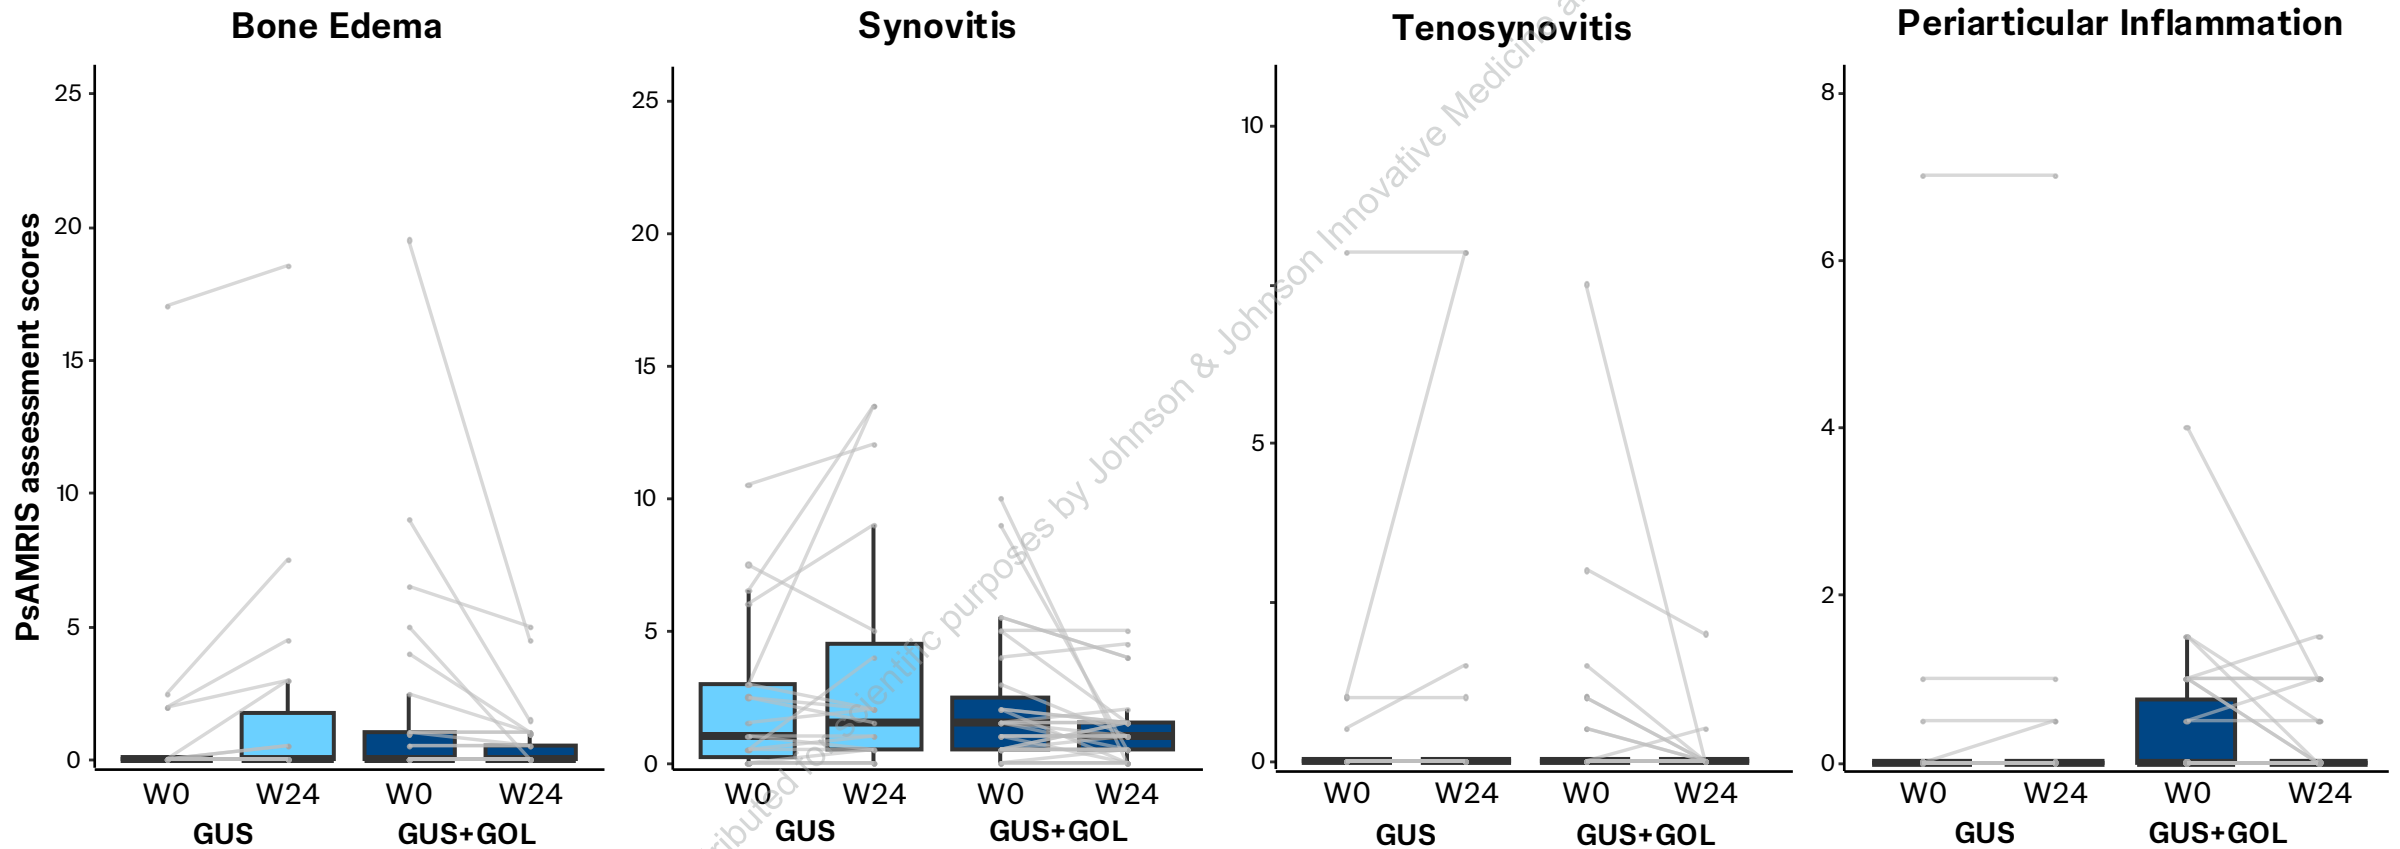 Bone Edema
Synovitis
Tenosynovitis
Periarticular Inflammation
PsAMRIS assessment scores
25
20
15
10
5
0
W0 W24 W0 W24
GUS GUS+GOL
25
20
15
10
5
0
W0 W24 W0 W24
GUS GUS+GOL
10
5
0
W0 W24 W0 W24
GUS GUS+GOL
8
6
4
2
0
W0 W24 W0 W24
GUS GUS+GOL
scientific purposes by Johnson & Johnson Innovative Medicine